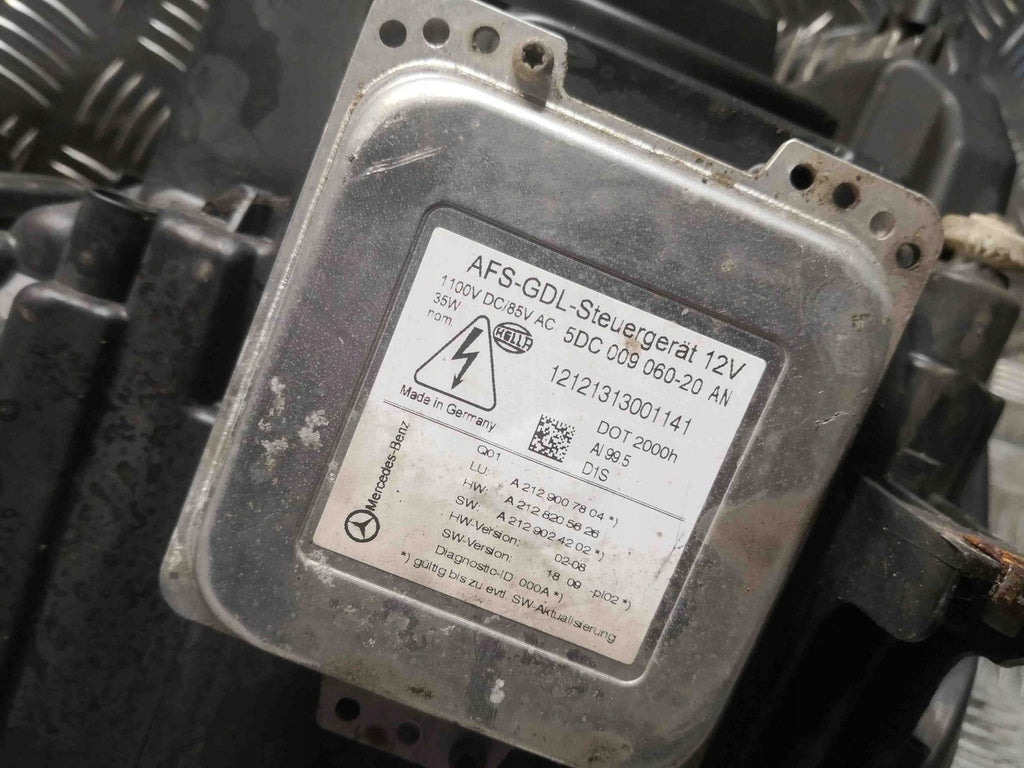 AFS-GDL-Steuergerät 12V
1100V DC/85V AC 5DC 009 060-20 AN
35W
nom.
HELLA
12121313001141
DOT 2000h
Al 99.5
D1S
Made in Germany
Mercedes-Benz
Q01
LU: A 212 900 78 04 *)
HW: A 212 820 56 26
SW: A 212 902 42 02 *)
HW-Version: 02-08
SW-Version: 18 09 -pl02 *)
Diagnostic-ID: 000A *)
*) gültig bis zu evtl. SW-Aktualisierung